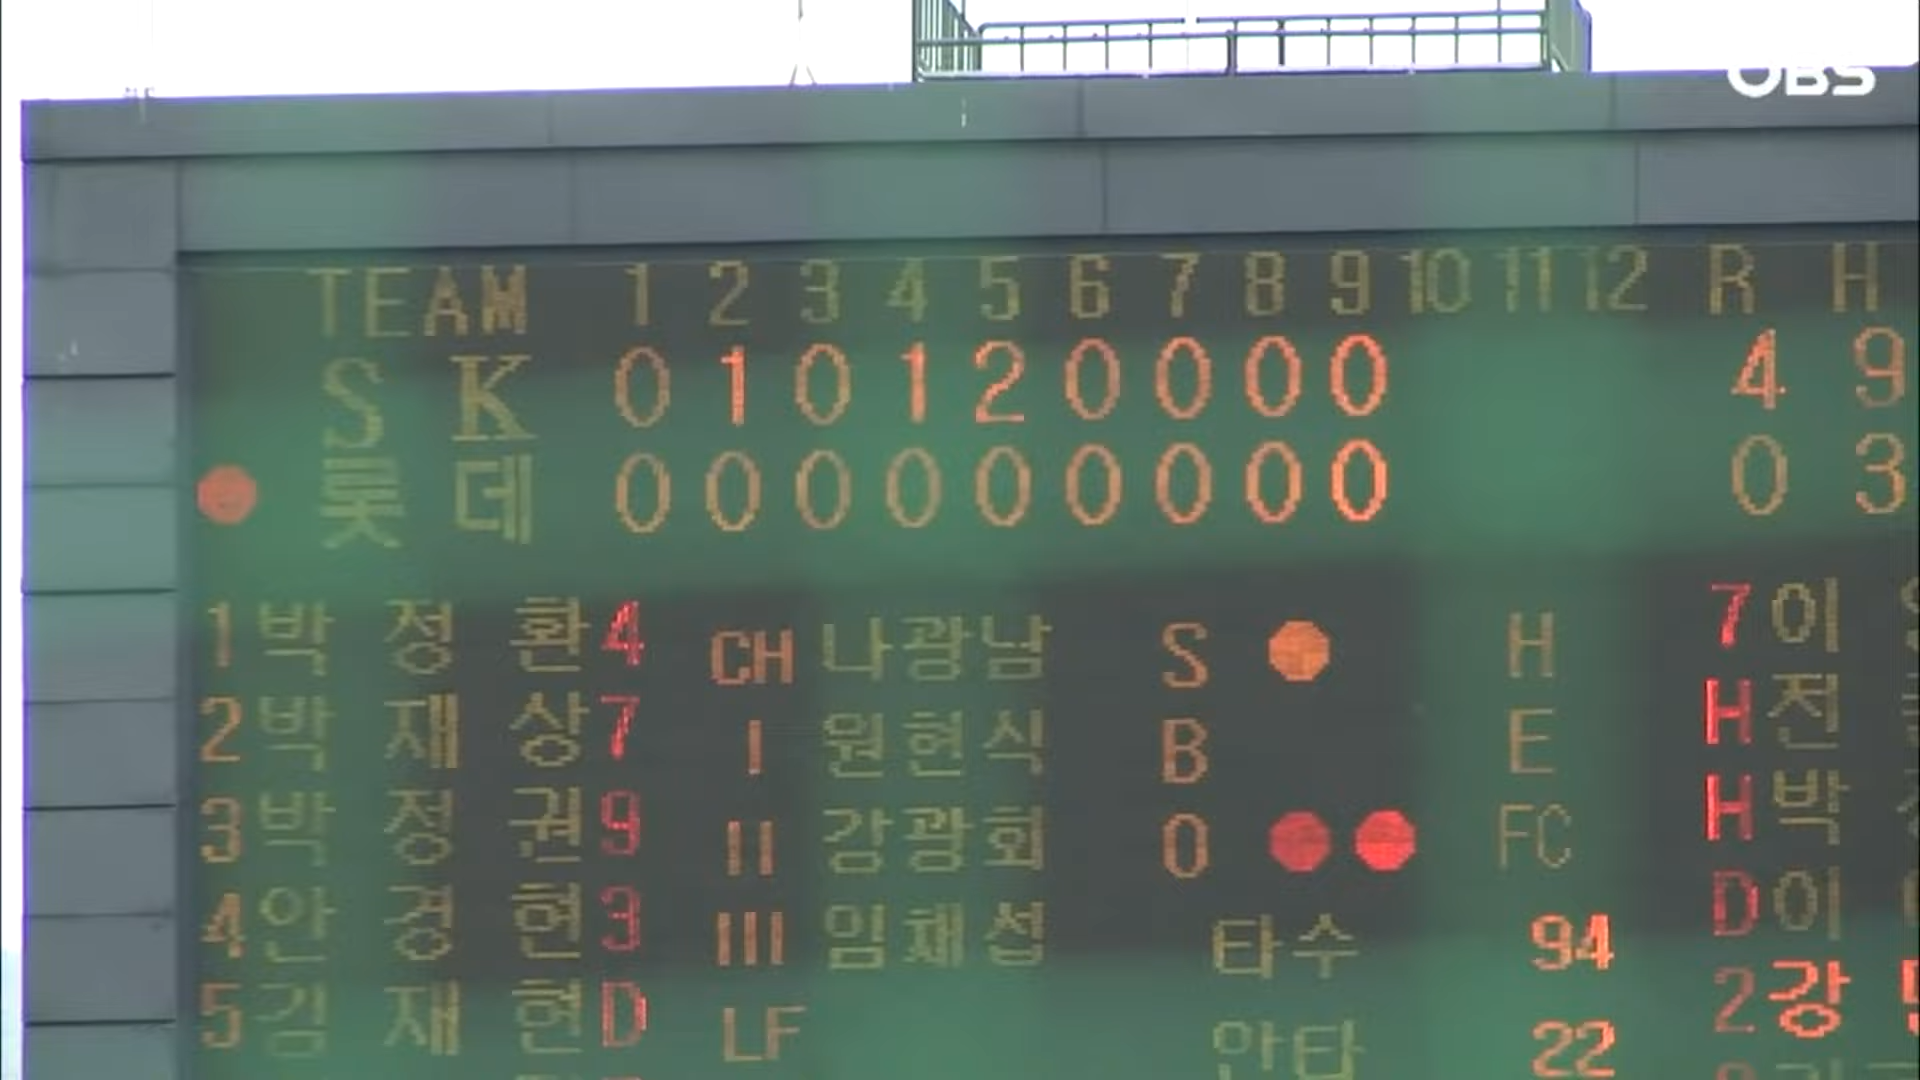 OBS
TEAM 1 2 3 4 5 6 7 8 9 10 11 12 R H
S K 0 1 0 1 2 0 0 0 0 4 9
롯 데 0 0 0 0 0 0 0 0 0 0 3
1 박 정 환 4 CH 나광남 S H 7 이
2 박 재 상 7 I 원현식 B E H 전
3 박 정 권 9 II 강광회 O FC H 박
4 안 경 현 3 III 임채섭 타수 94 D 이
5 김 재 현 D LF 안타 22 2 강